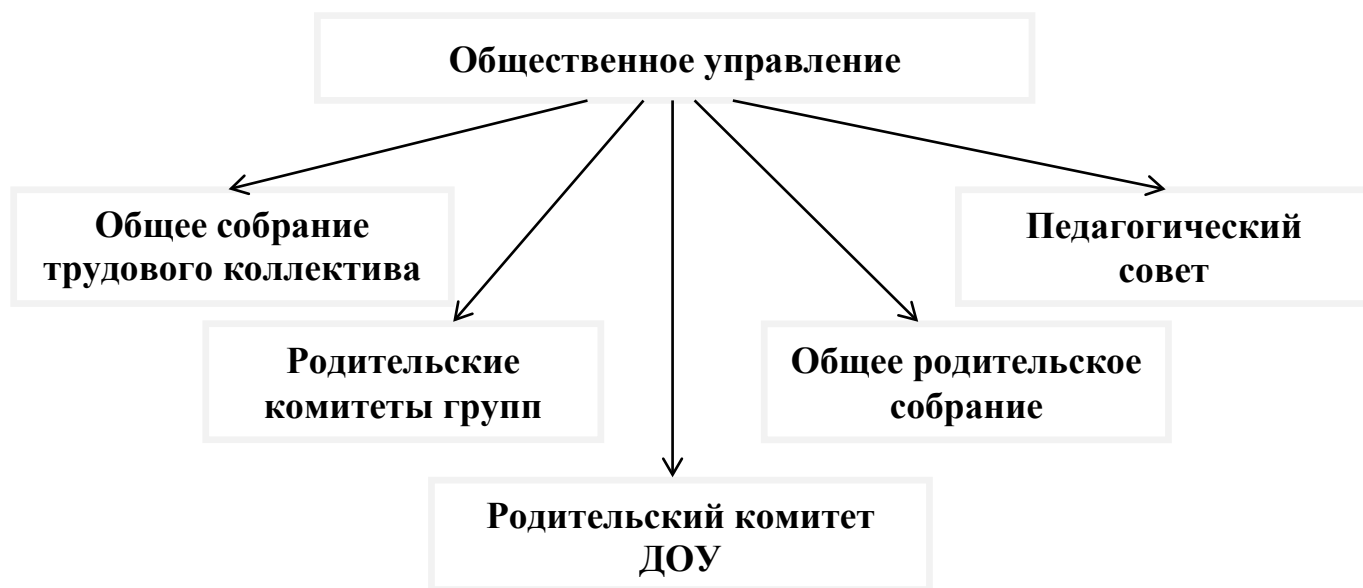 Общественное управление
Общее собрание
трудового коллектива
Педагогический
совет
Родительские
комитеты групп
Общее родительское
собрание
Родительский комитет
ДОУ